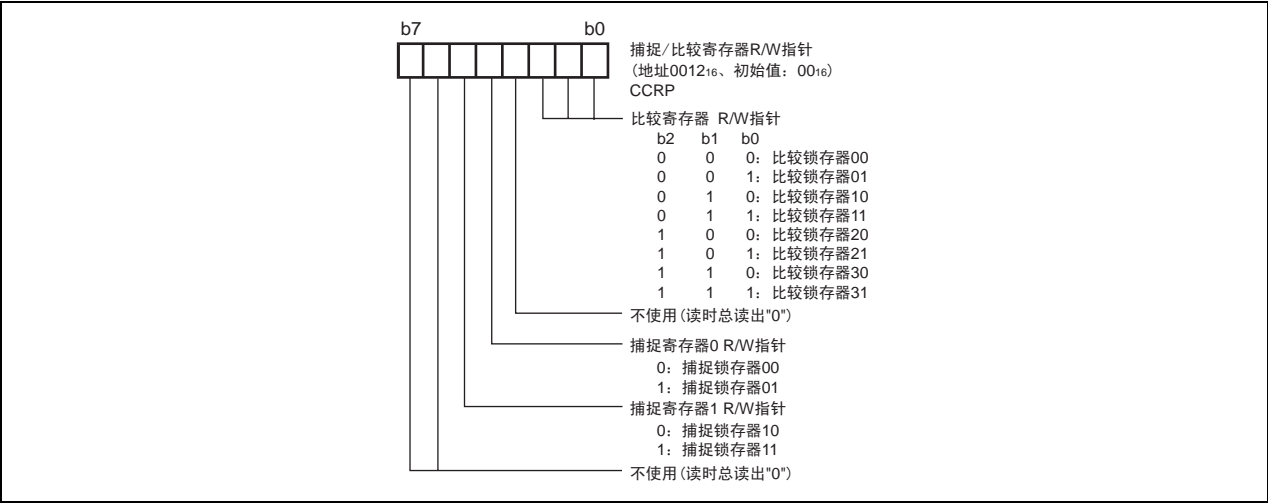 b7 b0
捕捉/比较寄存器R/W指针
(地址0012₁₆、初始值：00₁₆)
CCRP
比较寄存器 R/W指针
b2 b1 b0
0 0 0：比较锁存器00
0 0 1：比较锁存器01
0 1 0：比较锁存器10
0 1 1：比较锁存器11
1 0 0：比较锁存器20
1 0 1：比较锁存器21
1 1 0：比较锁存器30
1 1 1：比较锁存器31
不使用(读时总读出"0")
捕捉寄存器0 R/W指针
0：捕捉锁存器00
1：捕捉锁存器01
捕捉寄存器1 R/W指针
0：捕捉锁存器10
1：捕捉锁存器11
不使用(读时总读出"0")